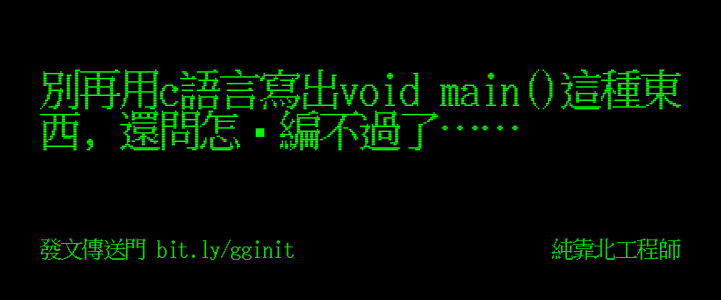 別再用c語言寫出void main()這種東
西, 還問怎▪編不過了……
發文傳送門 bit.ly/gginit
純靠北工程師